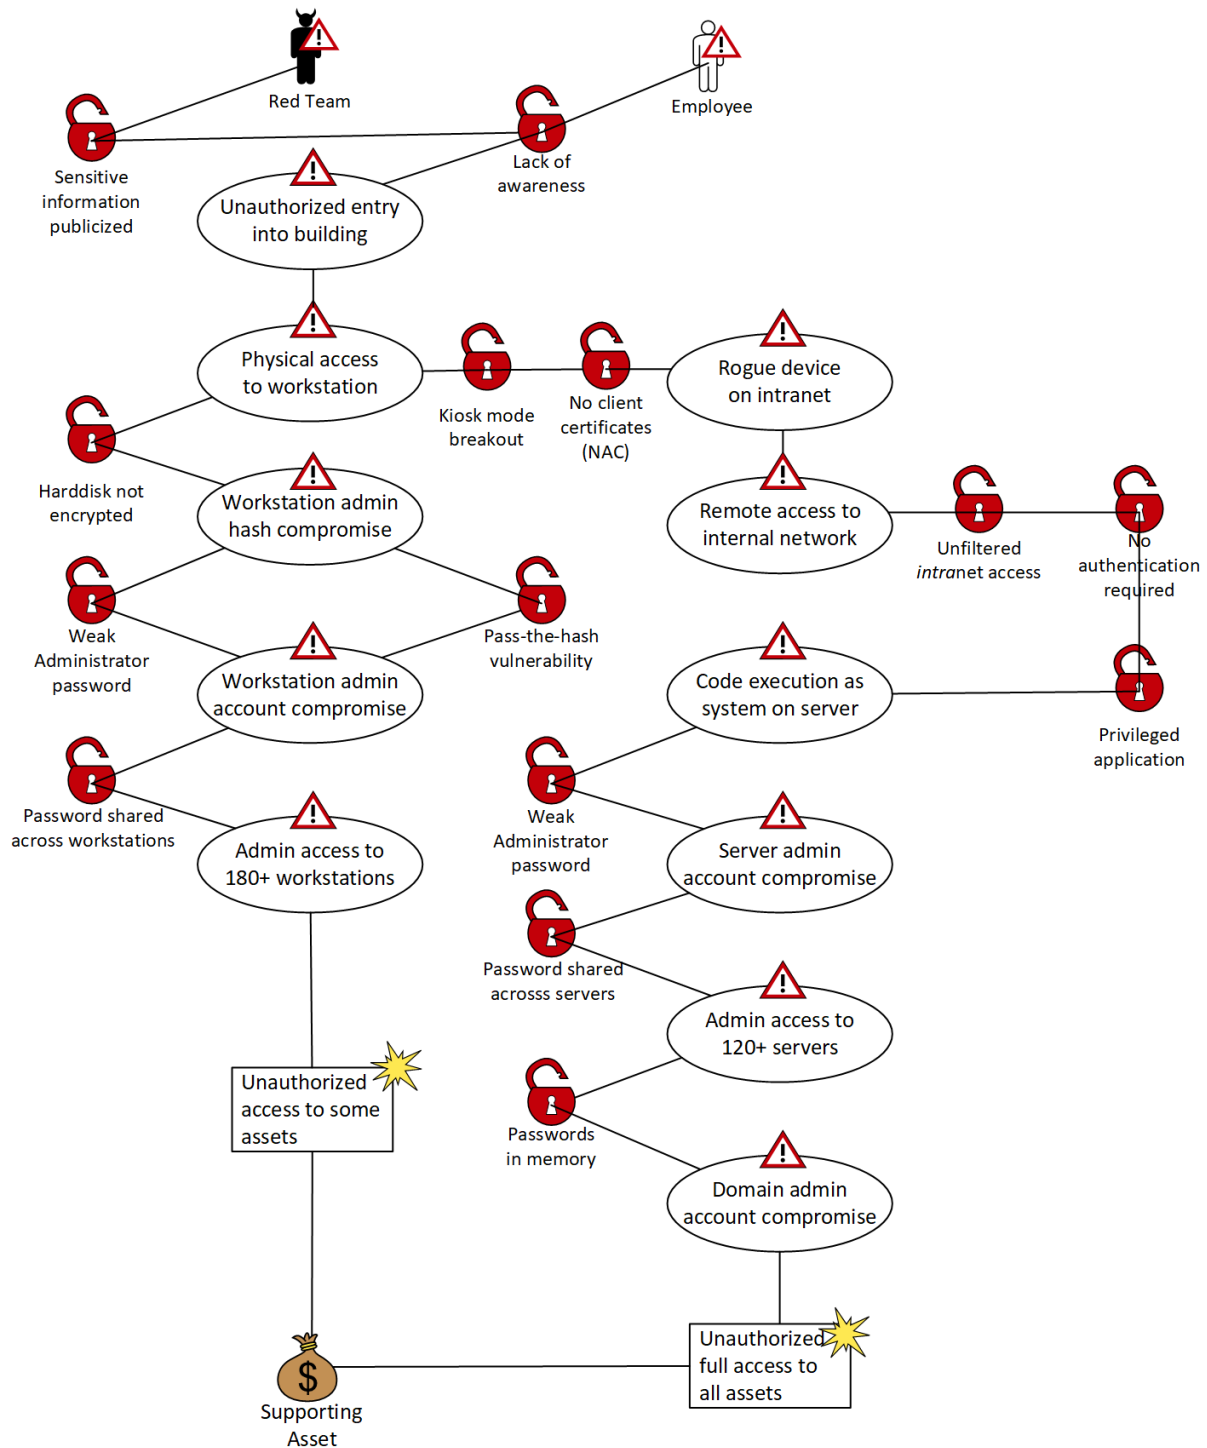 Red Team
Employee
Sensitive
information
publicized
Lack of
awareness
Unauthorized entry
into building
Physical access
to workstation
Kiosk mode
breakout
No client
certificates
(NAC)
Rogue device
on intranet
Harddisk not
encrypted
Workstation admin
hash compromise
Remote access to
internal network
Unfiltered
intranet access
No
authentication
required
Weak
Administrator
password
Pass-the-hash
vulnerability
Workstation admin
account compromise
Code execution as
system on server
Privileged
application
Password shared
across workstations
Weak
Administrator
password
Admin access to
180+ workstations
Server admin
account compromise
Password shared
acrosss servers
Admin access to
120+ servers
Unauthorized
access to some
assets
Passwords
in memory
Domain admin
account compromise
Unauthorized
full access to
all assets
$
Supporting
Asset